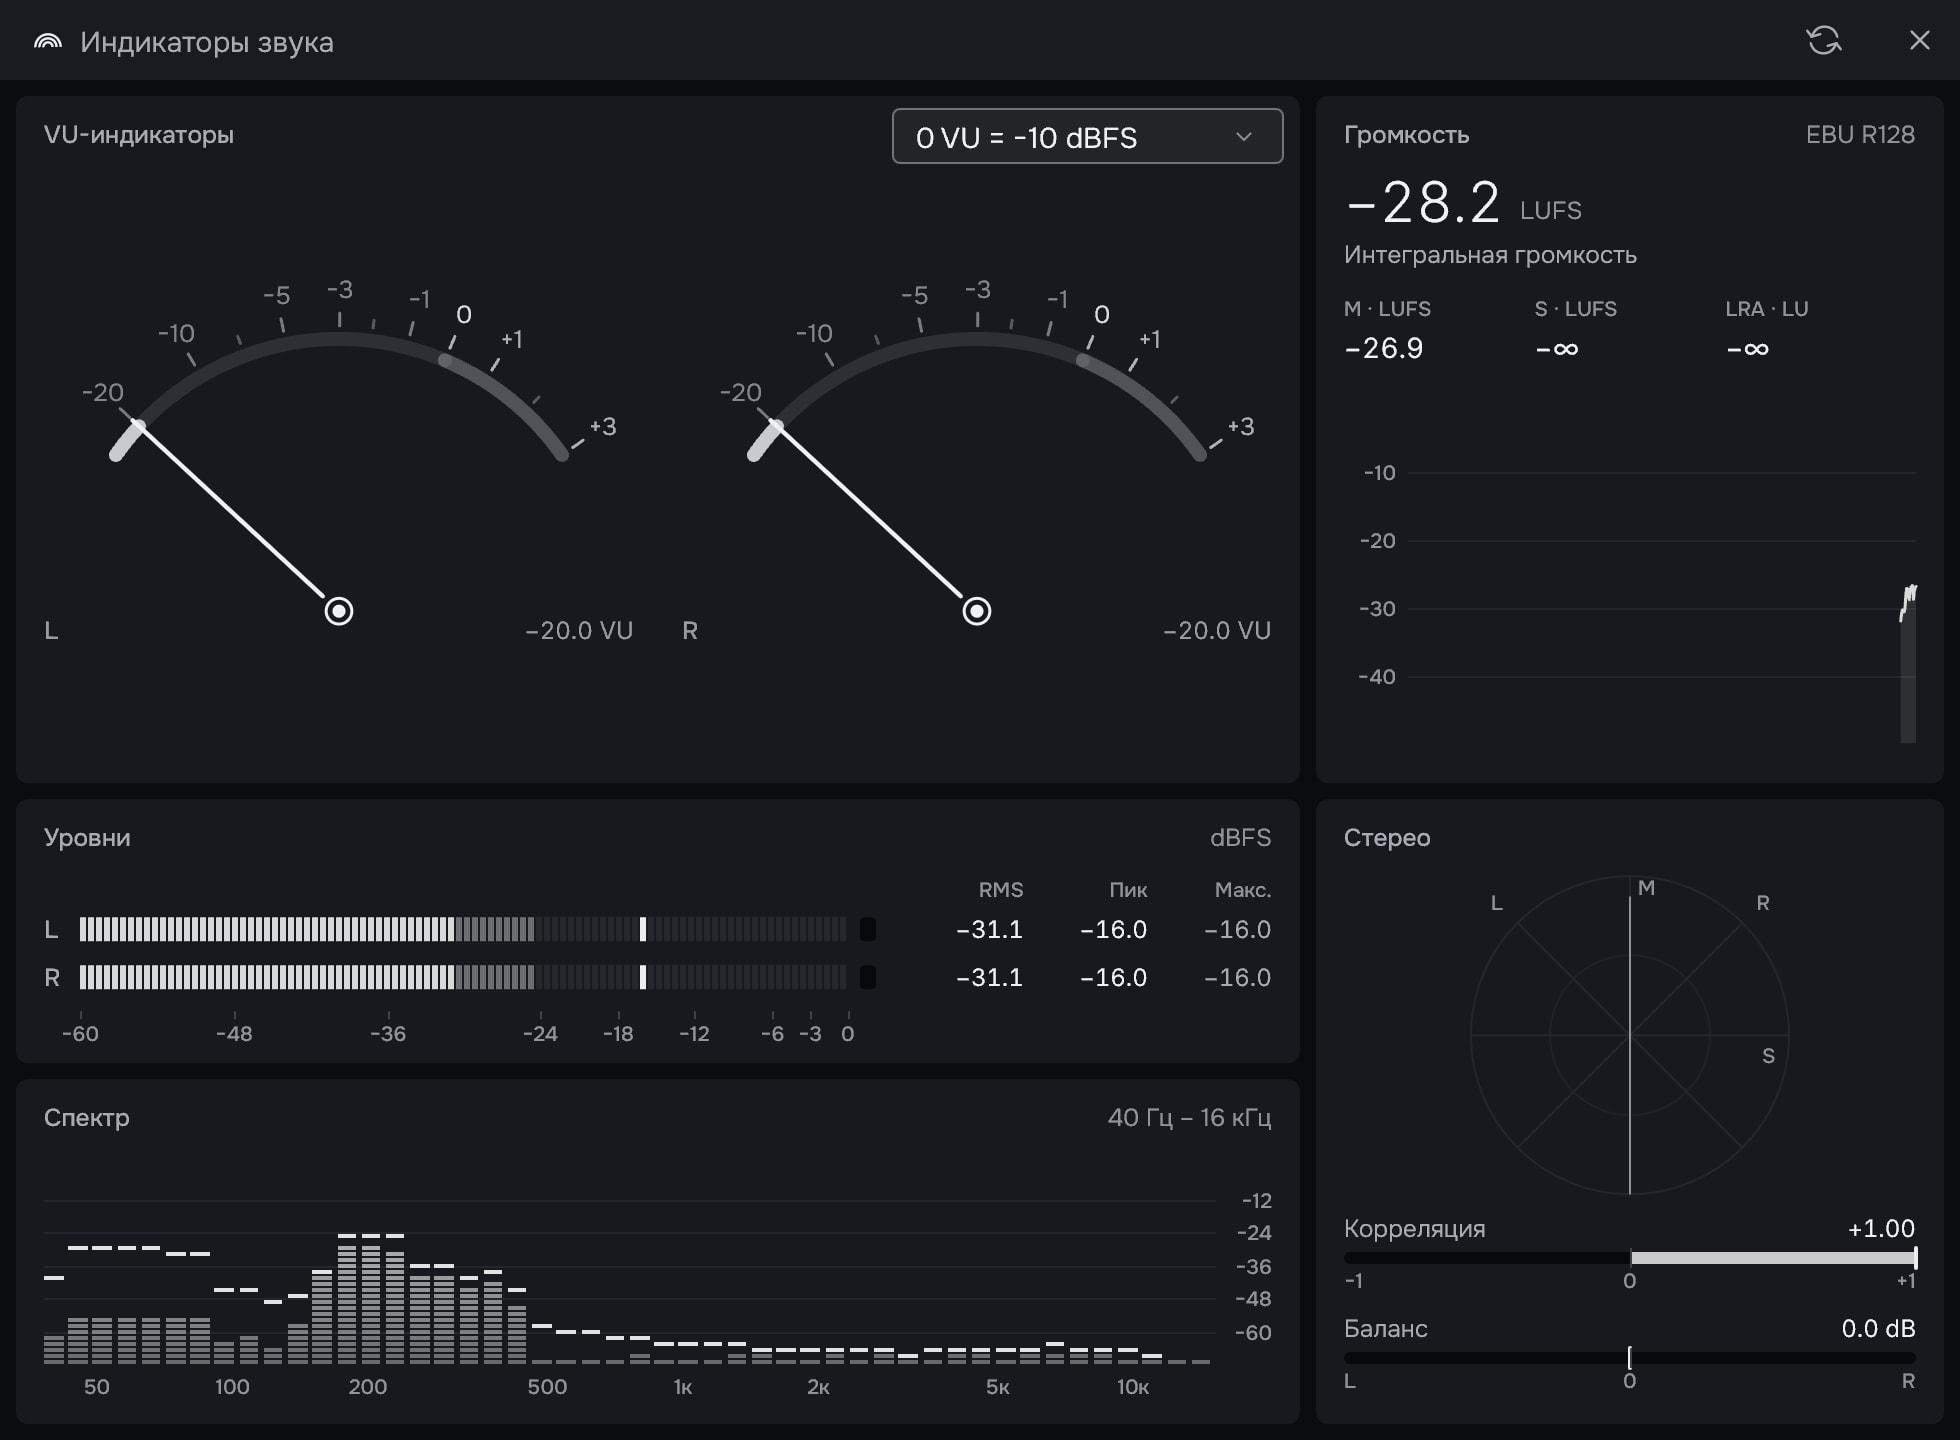 Индикаторы звука
VU-индикаторы
0 VU = −10 dBFS
−20 −10 −5 −3 −1 0 +1 +3
L −20.0 VU
−20 −10 −5 −3 −1 0 +1 +3
R −20.0 VU
Громкость EBU R128
−28.2 LUFS
Интегральная громкость
M · LUFS S · LUFS LRA · LU
−26.9 −∞ −∞
−10
−20
−30
−40
Уровни dBFS
RMS Пик Макс.
L −31.1 −16.0 −16.0
R −31.1 −16.0 −16.0
−60 −48 −36 −24 −18 −12 −6 −3 0
Спектр 40 Гц – 16 кГц
−12
−24
−36
−48
−60
50 100 200 500 1к 2к 5к 10к
Стерео
L M R
S
Корреляция +1.00
−1 0 +1
Баланс 0.0 dB
L 0 R